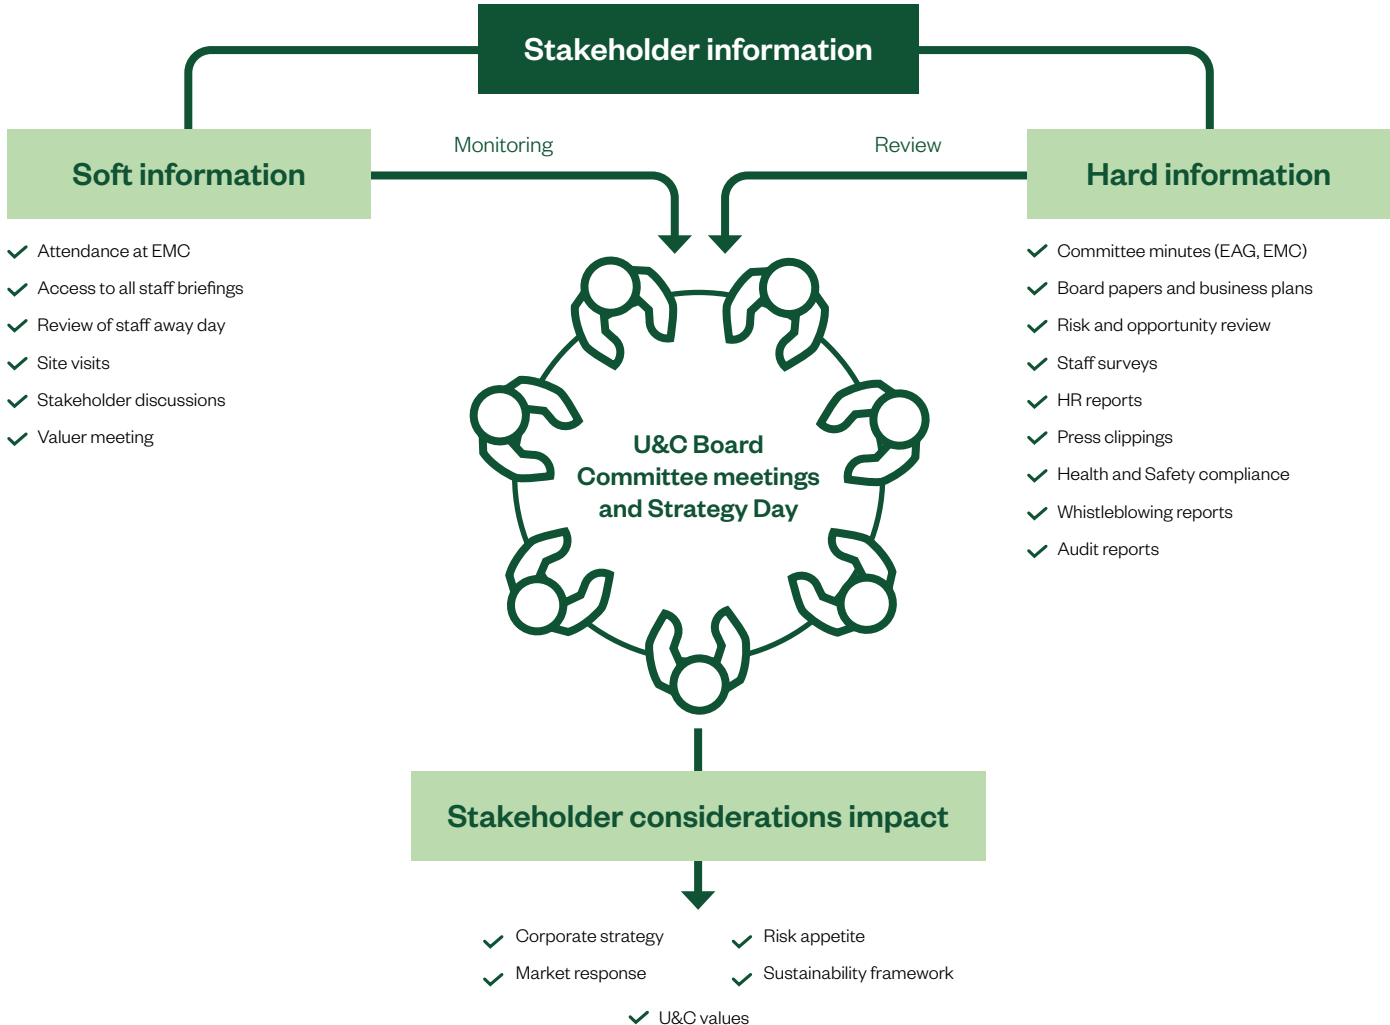 Stakeholder information
Monitoring
Review
Soft information
Hard information
Attendance at EMC
Access to all staff briefings
Review of staff away day
Site visits
Stakeholder discussions
Valuer meeting
Committee minutes (EAG, EMC)
Board papers and business plans
Risk and opportunity review
Staff surveys
HR reports
Press clippings
Health and Safety compliance
Whistleblowing reports
Audit reports
U&C Board
Committee meetings
and Strategy Day
Stakeholder considerations impact
Corporate strategy
Risk appetite
Market response
Sustainability framework
U&C values